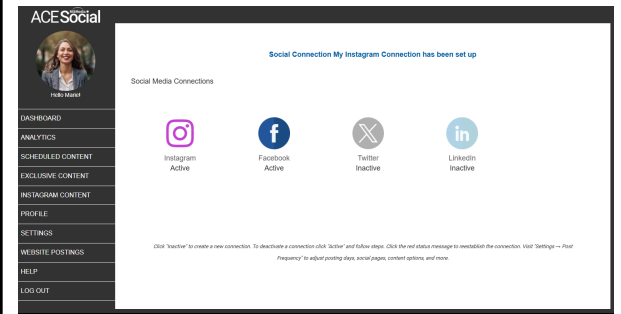 ACESocial
Hello Mariel
DASHBOARD
ANALYTICS
SCHEDULED CONTENT
EXCLUSIVE CONTENT
INSTAGRAM CONTENT
PROFILE
SETTINGS
WEBSITE POSTINGS
HELP
LOG OUT
Social Connection My Instagram Connection has been set up
Social Media Connections
Instagram
Active
Facebook
Active
Twitter
Inactive
LinkedIn
Inactive
Click "Inactive" to create a new connection. To deactivate a connection click "Active" and follow steps. Click the red status message to reestablish the connection. Visit "Settings → Post
Frequency" to adjust posting days, social pages, content options, and more.